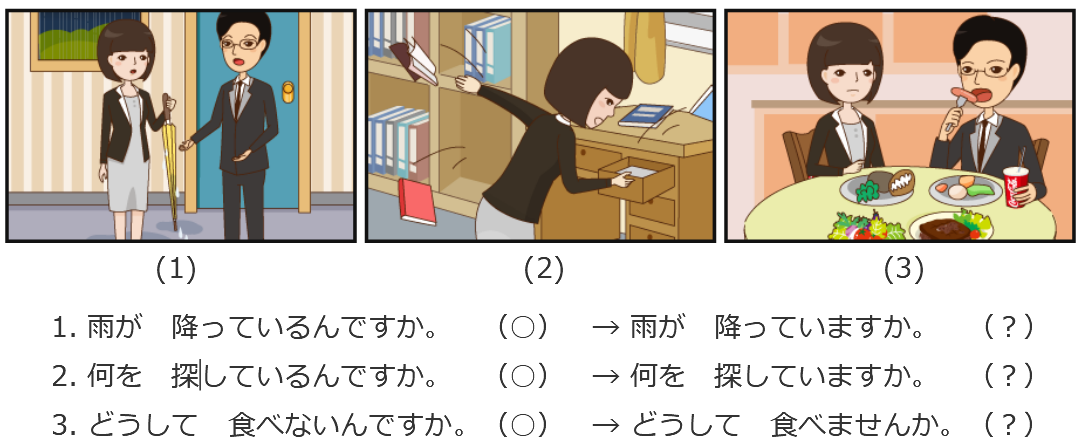 (1) (2) (3)
1. 雨が　降っているんですか。　（○）　→ 雨が　降っていますか。　（？）
2. 何を　探しているんですか。　（○）　→ 何を　探していますか。　（？）
3. どうして　食べないんですか。（○）　→ どうして　食べませんか。（？）